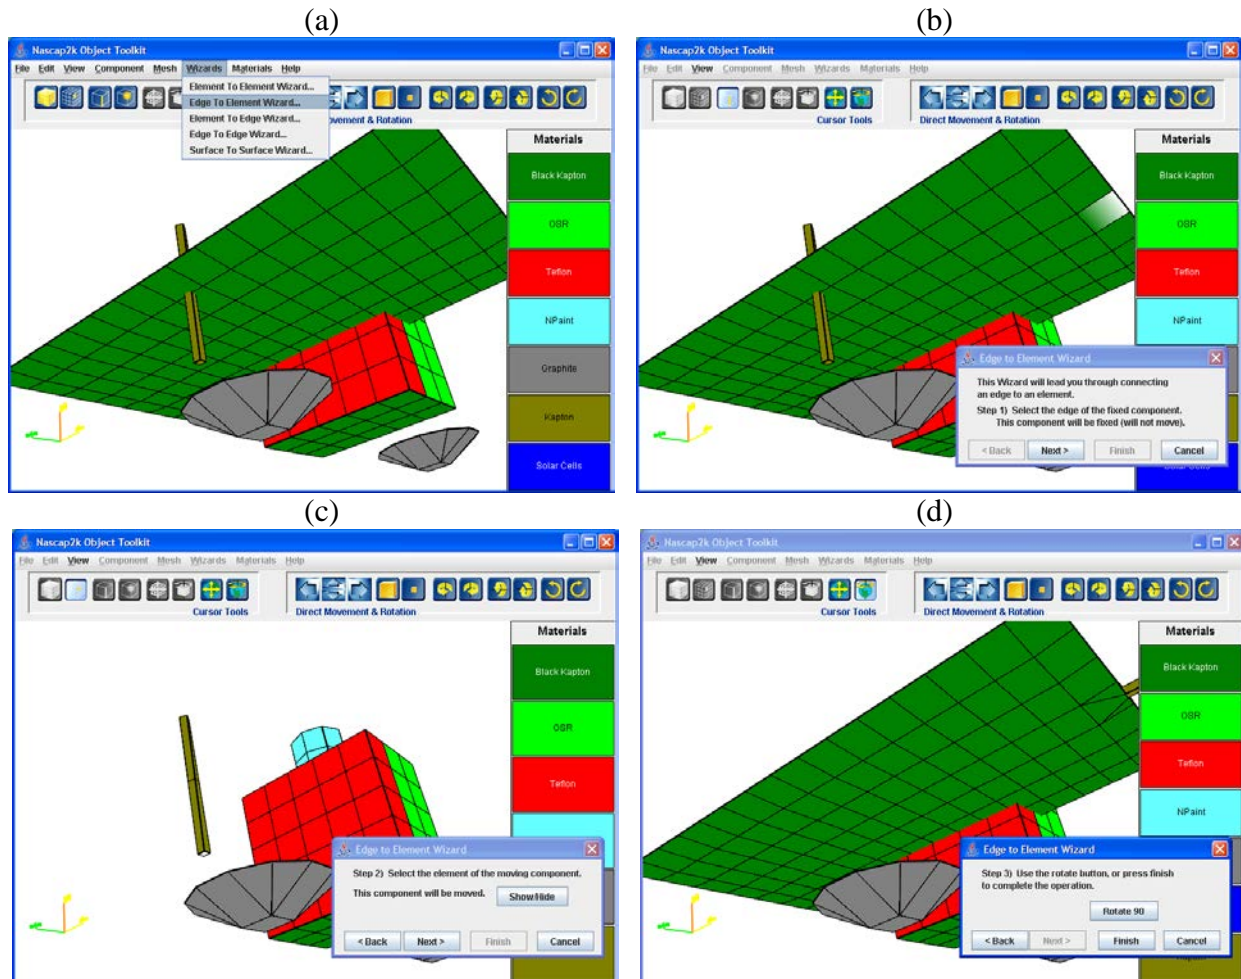 (a)
Nascap2k Object Toolkit
File Edit View Component Mesh Wizards Materials Help
Element To Element Wizard...
Edge To Element Wizard...
Element To Edge Wizard...
Edge To Edge Wizard...
Surface To Surface Wizard...
vement & Rotation
Materials
Black Kapton
OSR
Teflon
NPaint
Graphite
Kapton
Solar Cells
(b)
Nascap2k Object Toolkit
File Edit View Component Mesh Wizards Materials Help
Cursor Tools
Direct Movement & Rotation
Materials
Black Kapton
OSR
Teflon
NPaint
Edge to Element Wizard
This Wizard will lead you through connecting
an edge to an element.
Step 1) Select the edge of the fixed component.
This component will be fixed (will not move).
< Back Next > Finish Cancel
Solar Cells
(c)
Nascap2k Object Toolkit
File Edit View Component Mesh Wizards Materials Help
Cursor Tools
Direct Movement & Rotation
Materials
Black Kapton
OSR
Teflon
Edge to Element Wizard
Step 2) Select the element of the moving component.
This component will be moved. Show/Hide
< Back Next > Finish Cancel
(d)
Nascap2k Object Toolkit
File Edit View Component Mesh Wizards Materials Help
Cursor Tools
Direct Movement & Rotation
Materials
Black Kapton
OSR
Teflon
NPaint
Edge to Element Wizard
Step 3) Use the rotate button, or press finish
to complete the operation.
Rotate 90
< Back Next > Finish Cancel